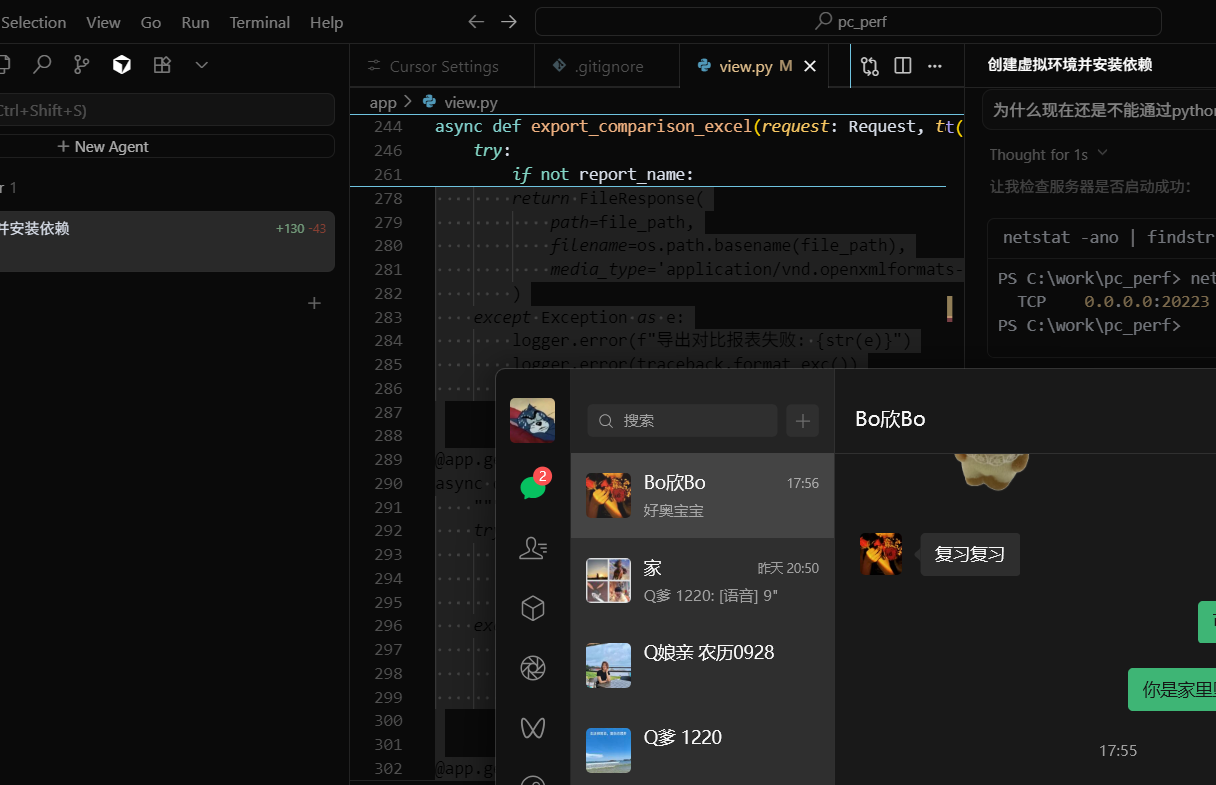 Selection View Go Run Terminal Help
pc_perf
Ctrl+Shift+S)
New Agent
1
并安装依赖
+130 -43
Cursor Settings
.gitignore
view.py M
app > view.py
244 async def export_comparison_excel(request: Request, tt(
246 try:
261 if not report_name:
278 return FileResponse(
279 path=file_path,
280 filename=os.path.basename(file_path),
281 media_type='application/vnd.openxmlformats-
282 )
283 except Exception as e:
284 logger.error(f"导出对比报表失败: {str(e)}")
285 logger.error(traceback.format_exc())
286
287
288
289 @app.ge
290 async
291 ""
292 try
293
294
295
296 exc
297
298
299
300
301
302 @app.ge
创建虚拟环境并安装依赖
为什么现在还是不能通过python
Thought for 1s
让我检查服务器是否启动成功:
netstat -ano | findstr
PS C:\work\pc_perf> net
TCP 0.0.0.0:20223
PS C:\work\pc_perf>
2
搜索
Bo欣Bo 17:56
好奥宝宝
家 昨天 20:50
Q爹 1220: [语音] 9"
Q娘亲 农历0928
Q爹 1220
Bo欣Bo
复习复习
你是家里
17:55